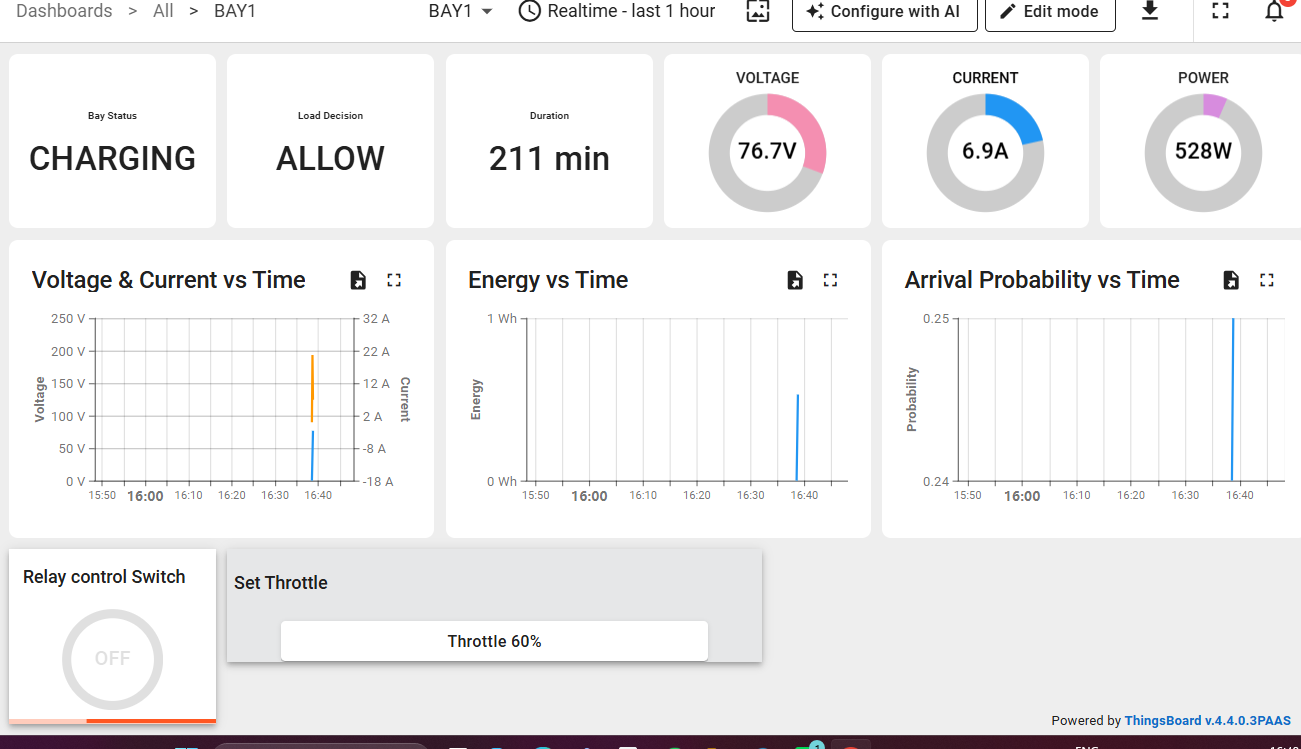 Dashboards > All > BAY1
BAY1
Realtime - last 1 hour
Configure with AI
Edit mode
Bay Status
CHARGING
Load Decision
ALLOW
Duration
211 min
VOLTAGE
76.7V
CURRENT
6.9A
POWER
528W
Voltage & Current vs Time
250 V
200 V
150 V
100 V
50 V
0 V
Voltage
32 A
22 A
12 A
2 A
-8 A
-18 A
Current
15:50 16:00 16:10 16:20 16:30 16:40
Energy vs Time
1 Wh
0 Wh
Energy
15:50 16:00 16:10 16:20 16:30 16:40
Arrival Probability vs Time
0.25
0.24
Probability
15:50 16:00 16:10 16:20 16:30 16:40
Relay control Switch
OFF
Set Throttle
Throttle 60%
Powered by ThingsBoard v.4.4.0.3PAAS
1